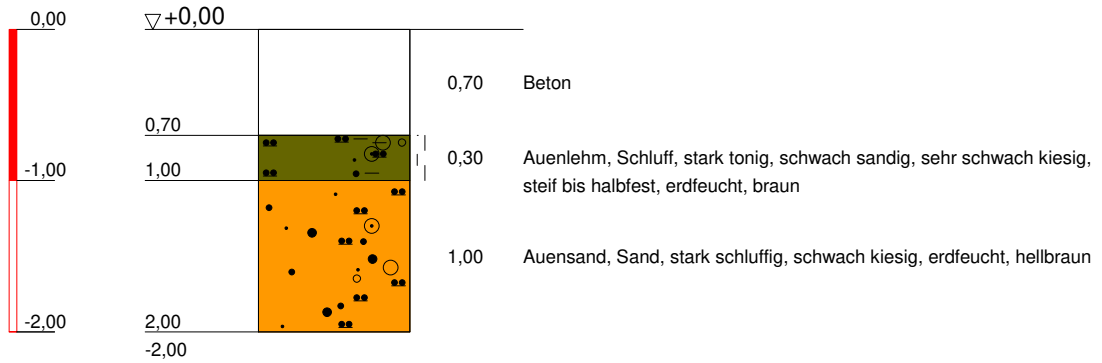 0,00
+0,00
0,70 Beton
0,70
0,30 Auenlehm, Schluff, stark tonig, schwach sandig, sehr schwach kiesig,
steif bis halbfest, erdfeucht, braun
-1,00 1,00
1,00 Auensand, Sand, stark schluffig, schwach kiesig, erdfeucht, hellbraun
-2,00 2,00
-2,00